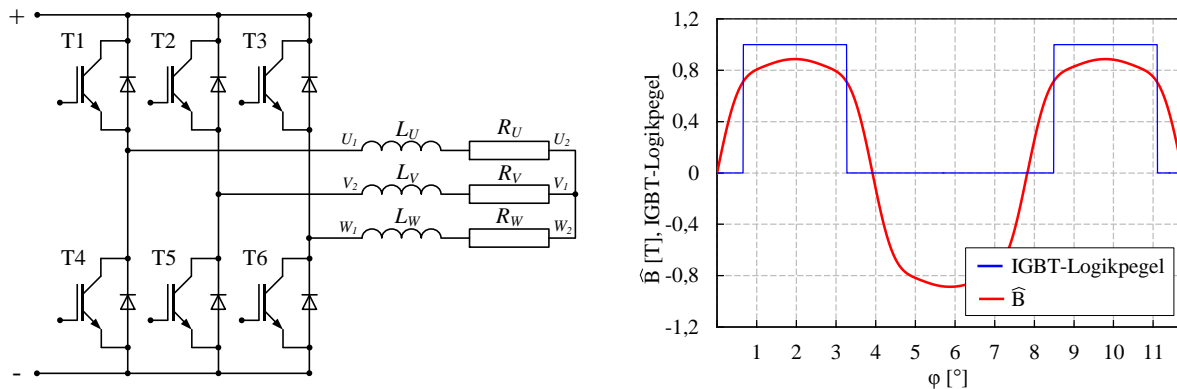 +
T1
T2
T3
U1
LU
RU
U2
V2
LV
RV
V1
W1
LW
RW
W2
T4
T5
T6
-
B̂ [T], IGBT-Logikpegel
1,2
0.8
0,4
0
-0,4
-0,8
-1,2
1 2 3 4 5 6 7 8 9 10 11
φ [°]
IGBT-Logikpegel
B̂